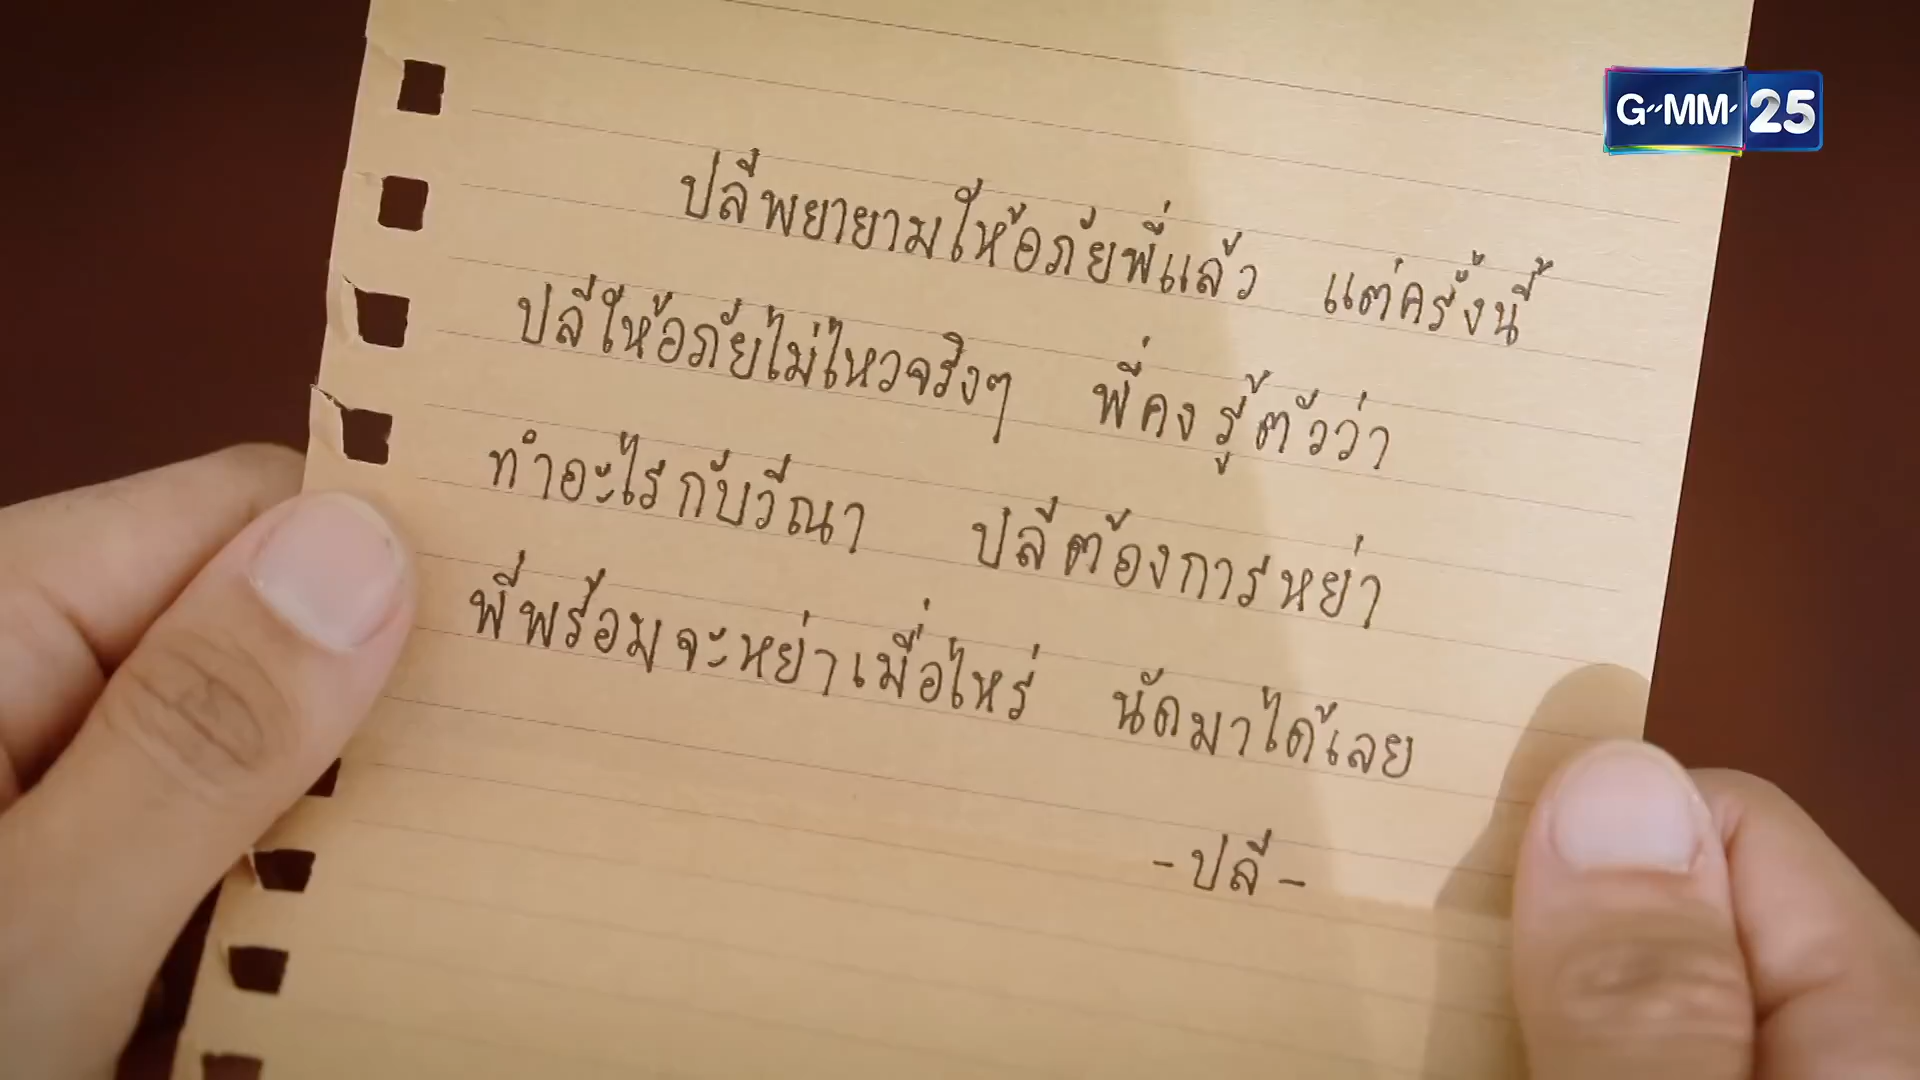 GMM 25
ปลีพยายามให้อภัยพี่แล้ว แต่ครั้งนี้
ปลีให้อภัยไม่ไหวจริงๆ พี่คงรู้ตัวว่า
ทำอะไรกับวีณา ปลีต้องการหย่า
พี่พร้อมจะหย่าเมื่อไหร่ นัดมาได้เลย
-ปลี-